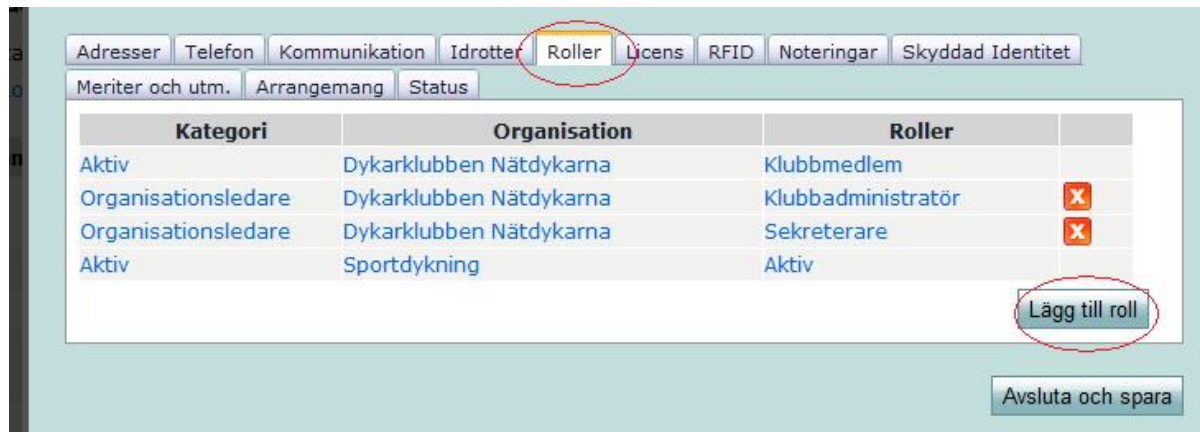 Adresser Telefon Kommunikation Idrotter Roller Licens RFID Noteringar Skyddad Identitet
Meriter och utm. Arrangemang Status
Kategori Organisation Roller
Aktiv Dykarklubben Nätdykarna Klubbmedlem
Organisationsledare Dykarklubben Nätdykarna Klubbadministratör X
Organisationsledare Dykarklubben Nätdykarna Sekreterare X
Aktiv Sportdykning Aktiv
Lägg till roll
Avsluta och spara